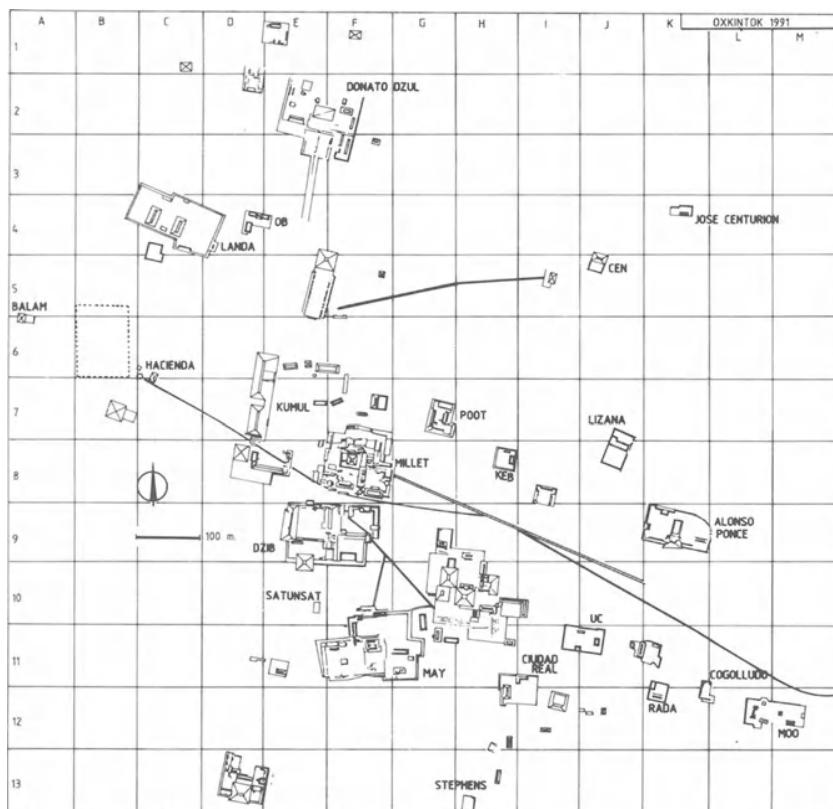 A B C D E F G H I J K OXKINTOK 1991
L M
1
DONATO DZUL
2
3
4
OB
LANDA
JOSE CENTURION
CEN
5
BALAM
6
HACIENDA
KUMUL
7
POOT
LIZANA
MILLET
KEB
8
100 m.
9
DZIB
ALONSO
PONCE
SATUNSAT
10
UC
CIUDAD
REAL
11
MAY
COGOLLUDO
RADA
12
MOO
13
STEPHENS